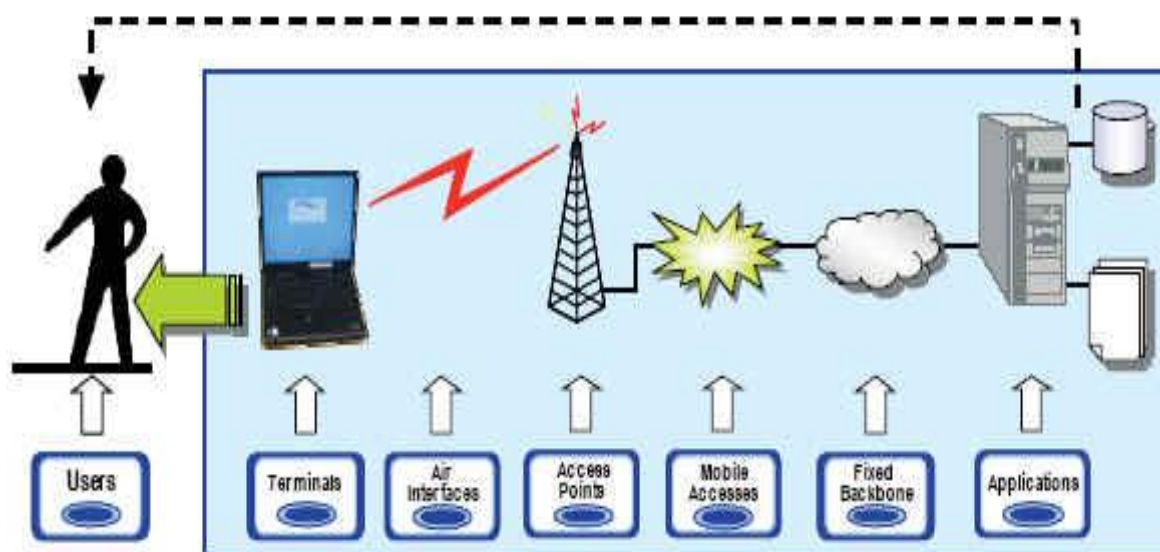 Users
Terminals
Air
Interfaces
Access
Points
Mobile
Accesses
Fixed
Backbone
Applications